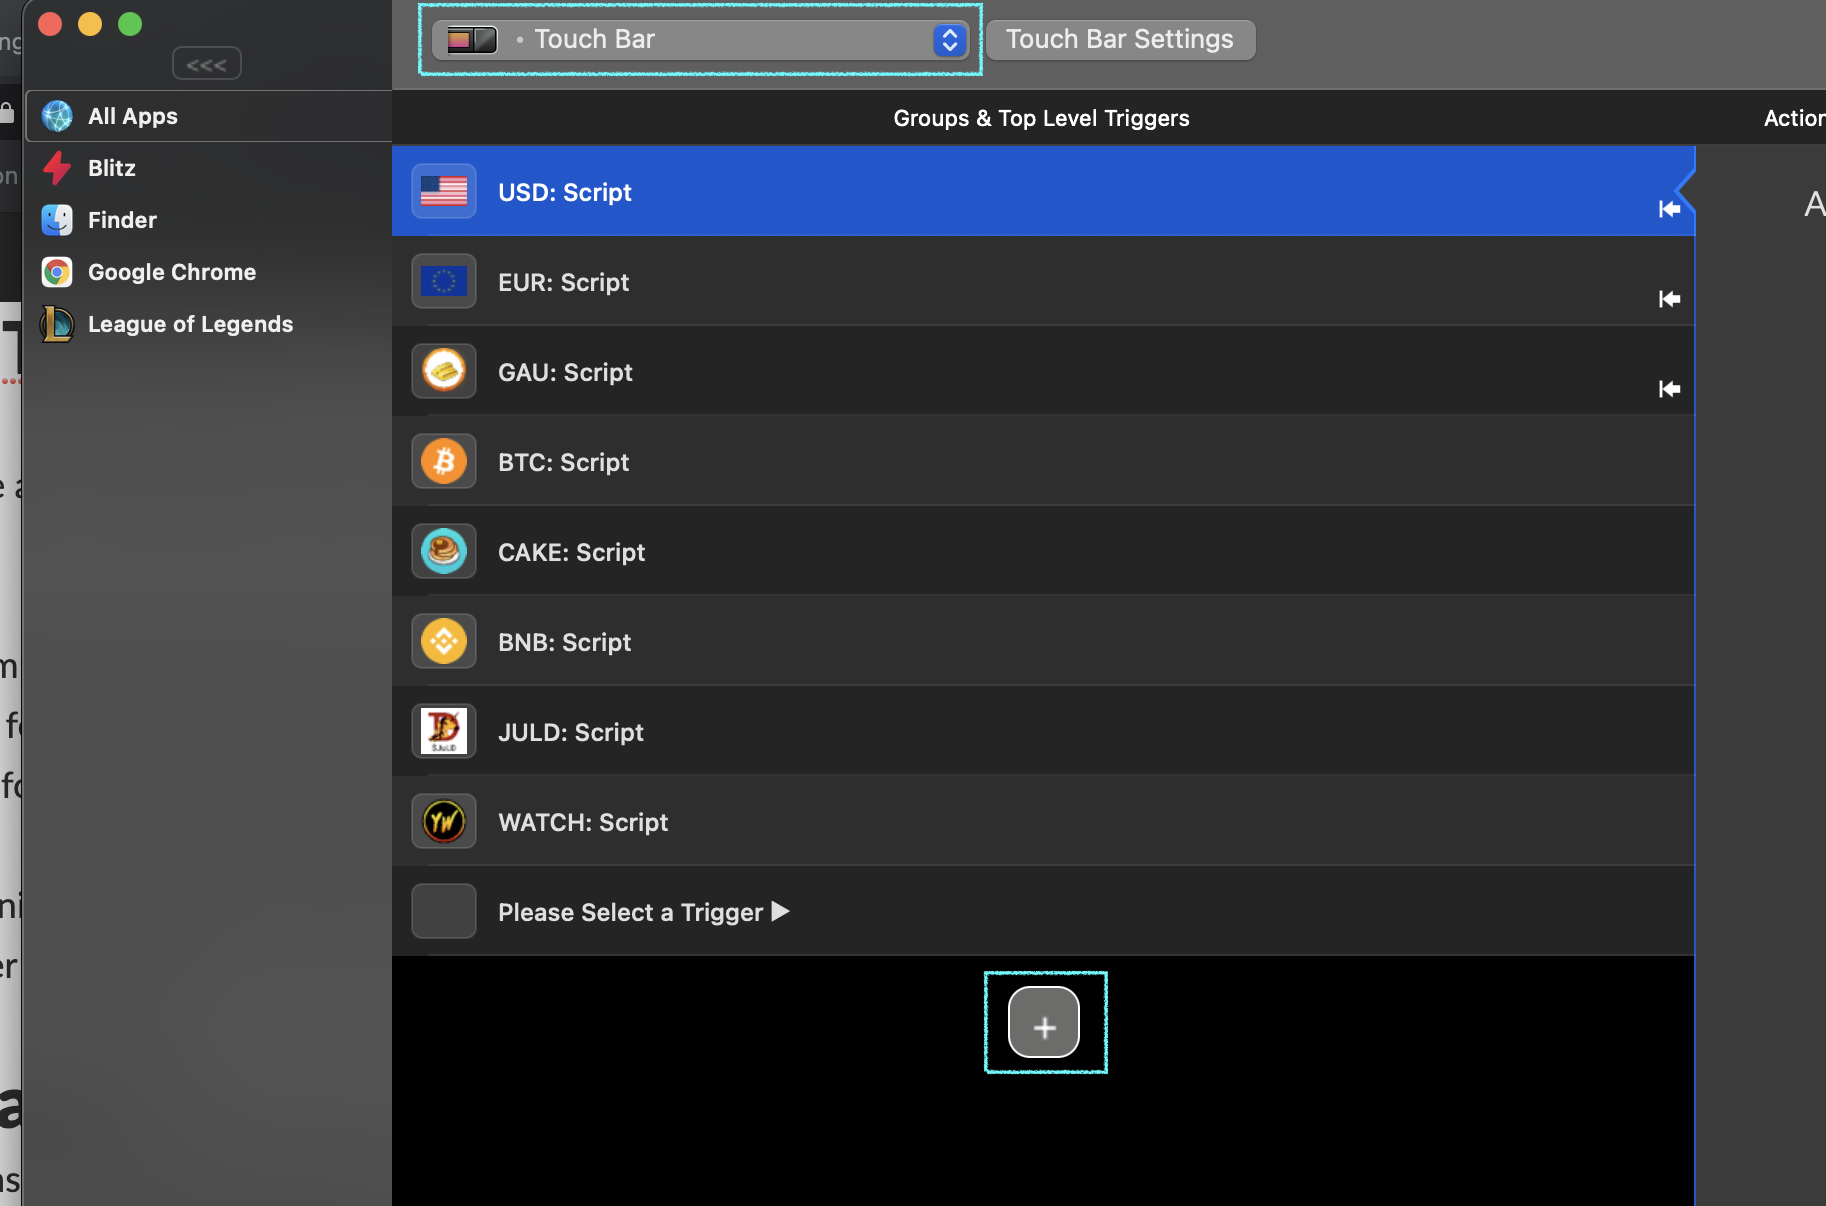 <<<
• Touch Bar
Touch Bar Settings
All Apps
Blitz
Finder
Google Chrome
League of Legends
Groups & Top Level Triggers
USD: Script
EUR: Script
GAU: Script
BTC: Script
CAKE: Script
BNB: Script
JULD: Script
WATCH: Script
Please Select a Trigger ▶
+